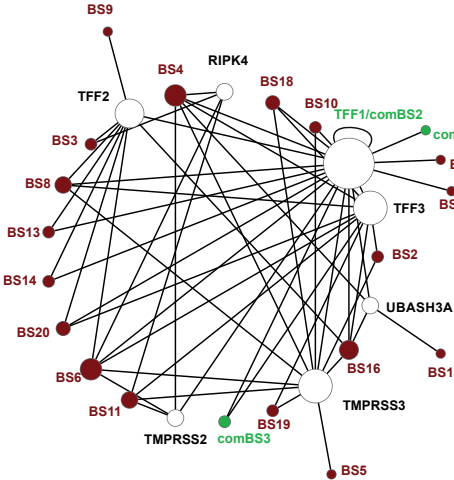 BS9
RIPK4
BS4
BS18
TFF2
BS10
TFF1/comBS2
BS3
BS8
TFF3
BS13
BS2
BS14
UBASH3A
BS20
BS16
BS6
TMPRSS3
BS11
BS19
TMPRSS2
comBS3
BS5